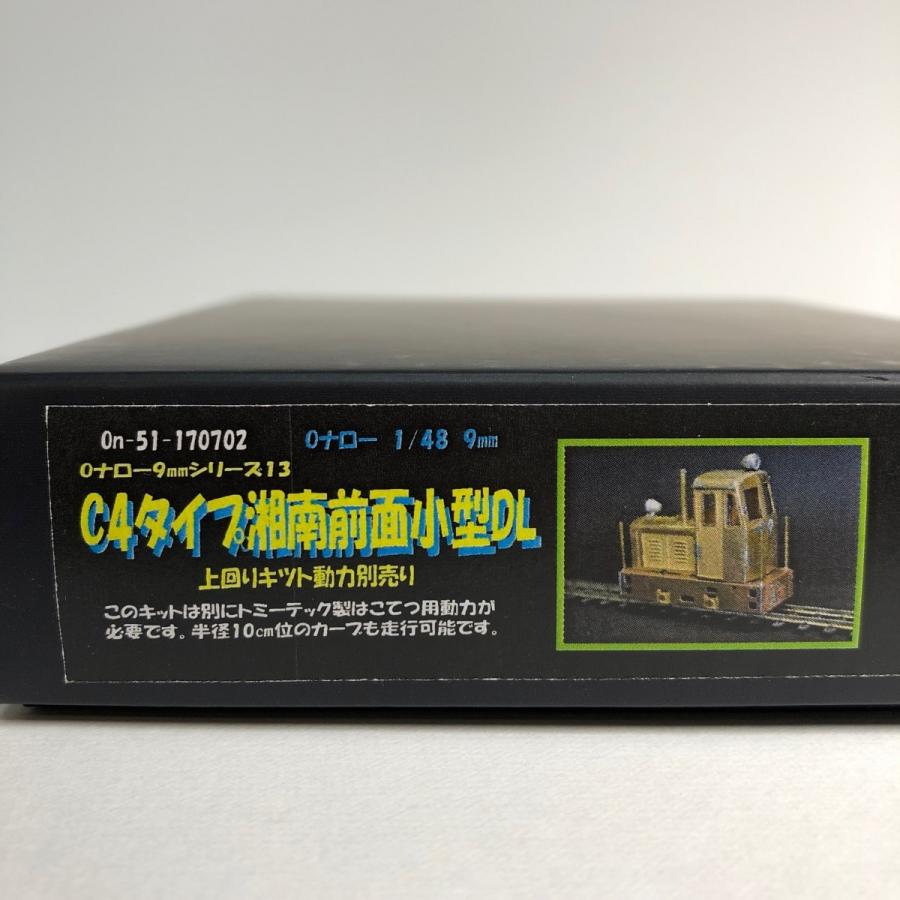 On-51-170702 Oナロー 1/48 9mm
Oナロー9mmシリーズ13
C4タイプ湘南前面小型DL
上回りキット動力別売り
このキットは別にトミーテック製はこてつ用動力が
必要です。半径10cm位のカーブも走行可能です。